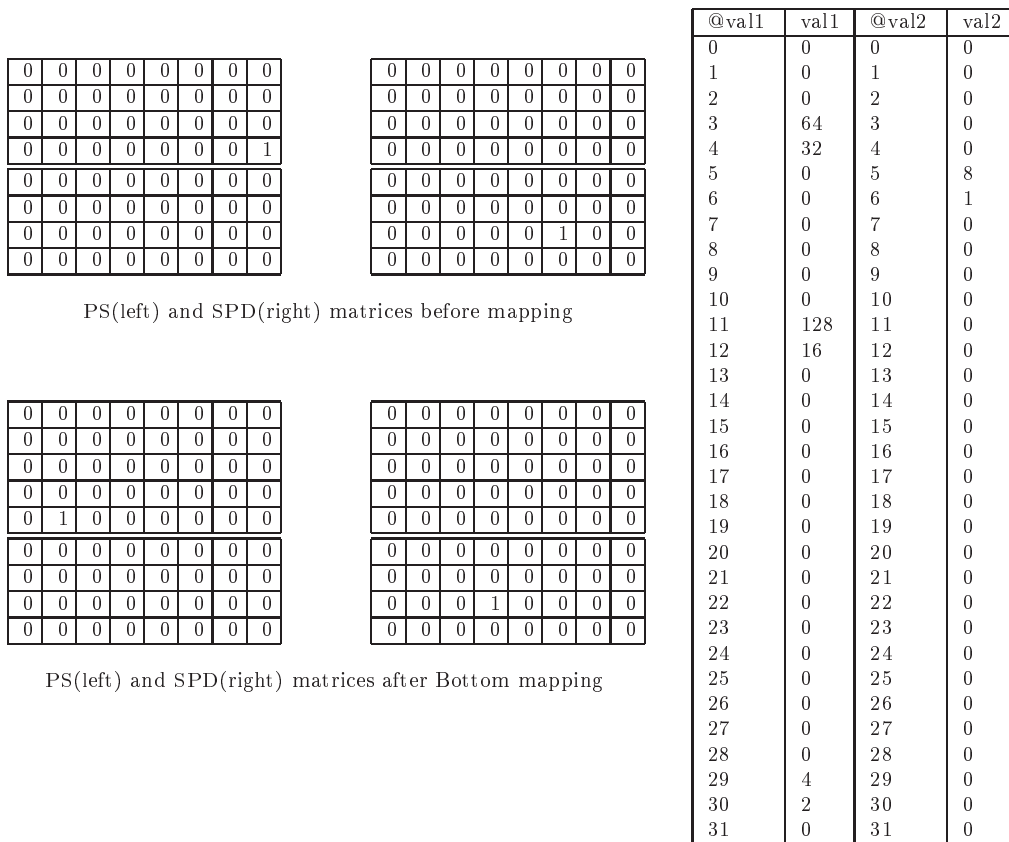 0 0 0 0 0 0 0 0
0 0 0 0 0 0 0 0
0 0 0 0 0 0 0 0
0 0 0 0 0 0 0 1
0 0 0 0 0 0 0 0
0 0 0 0 0 0 0 0
0 0 0 0 0 0 0 0
0 0 0 0 0 0 0 0
0 0 0 0 0 0 0 0
0 0 0 0 0 0 0 0
0 0 0 0 0 0 0 0
0 0 0 0 0 0 0 0
0 0 0 0 0 0 0 0
0 0 0 0 0 0 0 0
0 0 0 0 0 1 0 0
0 0 0 0 0 0 0 0
PS(left) and SPD(right) matrices before mapping
0 0 0 0 0 0 0 0
0 0 0 0 0 0 0 0
0 0 0 0 0 0 0 0
0 0 0 0 0 0 0 0
0 1 0 0 0 0 0 0
0 0 0 0 0 0 0 0
0 0 0 0 0 0 0 0
0 0 0 0 0 0 0 0
0 0 0 0 0 0 0 0
0 0 0 0 0 0 0 0
0 0 0 0 0 0 0 0
0 0 0 0 0 0 0 0
0 0 0 0 0 0 0 0
0 0 0 0 0 0 0 0
0 0 0 0 0 0 0 0
0 0 0 0 0 0 0 0
0 0 0 1 0 0 0 0
0 0 0 0 0 0 0 0
PS(left) and SPD(right) matrices after Bottom mapping
@val1 val1 @val2 val2
0 0 0 0
1 0 1 0
2 0 2 0
3 64 3 0
4 32 4 0
5 0 5 8
6 0 6 1
7 0 7 0
8 0 8 0
9 0 9 0
10 0 10 0
11 128 11 0
12 16 12 0
13 0 13 0
14 0 14 0
15 0 15 0
16 0 16 0
17 0 17 0
18 0 18 0
19 0 19 0
20 0 20 0
21 0 21 0
22 0 22 0
23 0 23 0
24 0 24 0
25 0 25 0
26 0 26 0
27 0 27 0
28 0 28 0
29 4 29 0
30 2 30 0
31 0 31 0